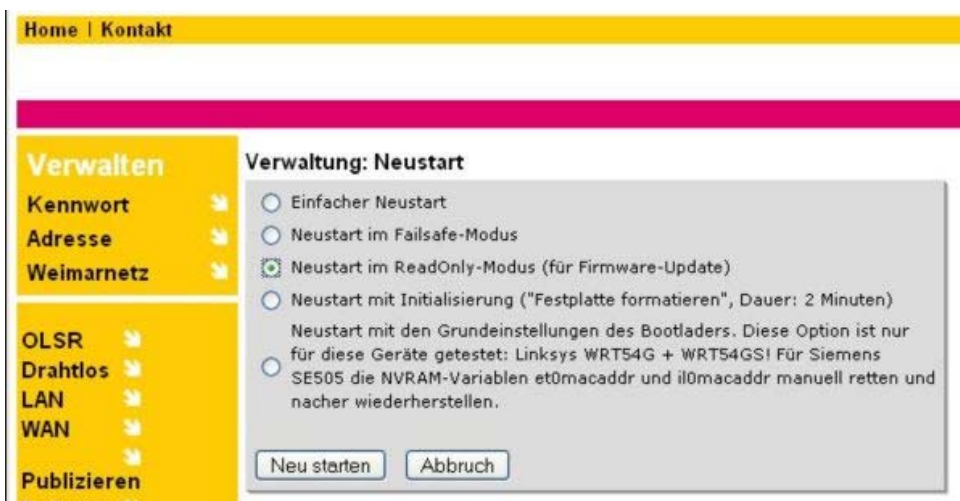 Home | Kontakt
Verwalten
Kennwort
Adresse
Weimarnetz
OLSR
Drahtlos
LAN
WAN
Publizieren
Verwaltung: Neustart
Einfacher Neustart
Neustart im Failsafe-Modus
Neustart im ReadOnly-Modus (für Firmware-Update)
Neustart mit Initialisierung ("Festplatte formatieren", Dauer: 2 Minuten)
Neustart mit den Grundeinstellungen des Bootladers. Diese Option ist nur
für diese Geräte getestet: Linksys WRT54G + WRT54GS! Für Siemens
SE505 die NVRAM-Variablen et0macaddr und il0macaddr manuell retten und
nacher wiederherstellen.
Neu starten
Abbruch